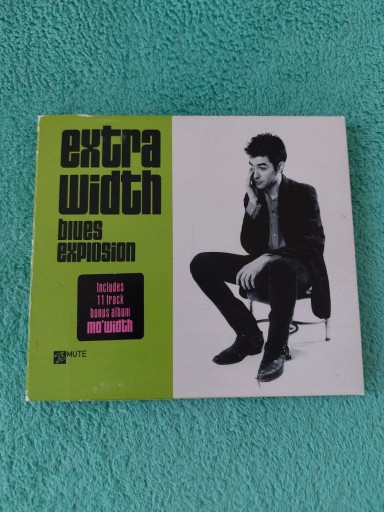 extra
width
blues
explosion
Includes
11 track
bonus album
mo'width
MUTE